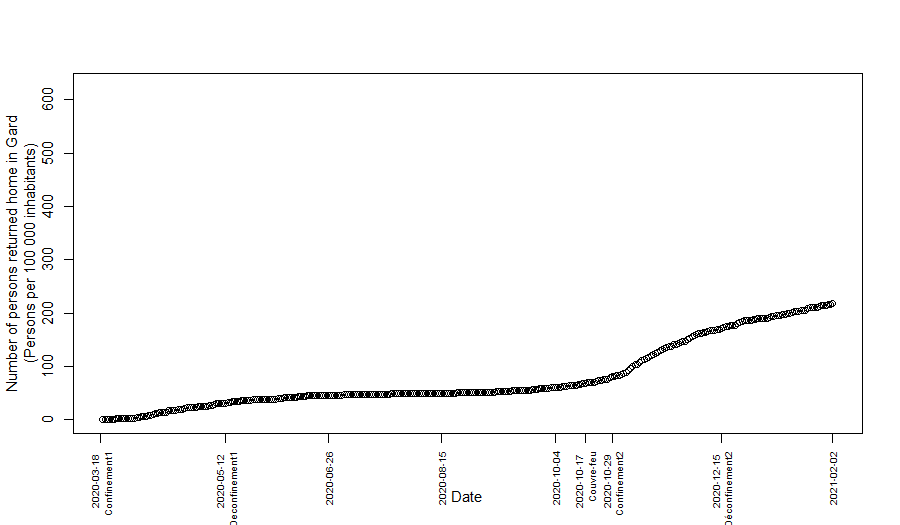 Number of persons returned home in Gard
(Persons per 100 000 inhabitants)
600
500
400
300
200
100
0
2020-03-18
Confinement1
2020-05-12
Déconfinement1
2020-06-26
2020-08-15
2020-10-04
2020-10-17
Couvre-feu
2020-10-29
Confinement2
2020-12-15
Déconfinement2
2021-02-02
Date